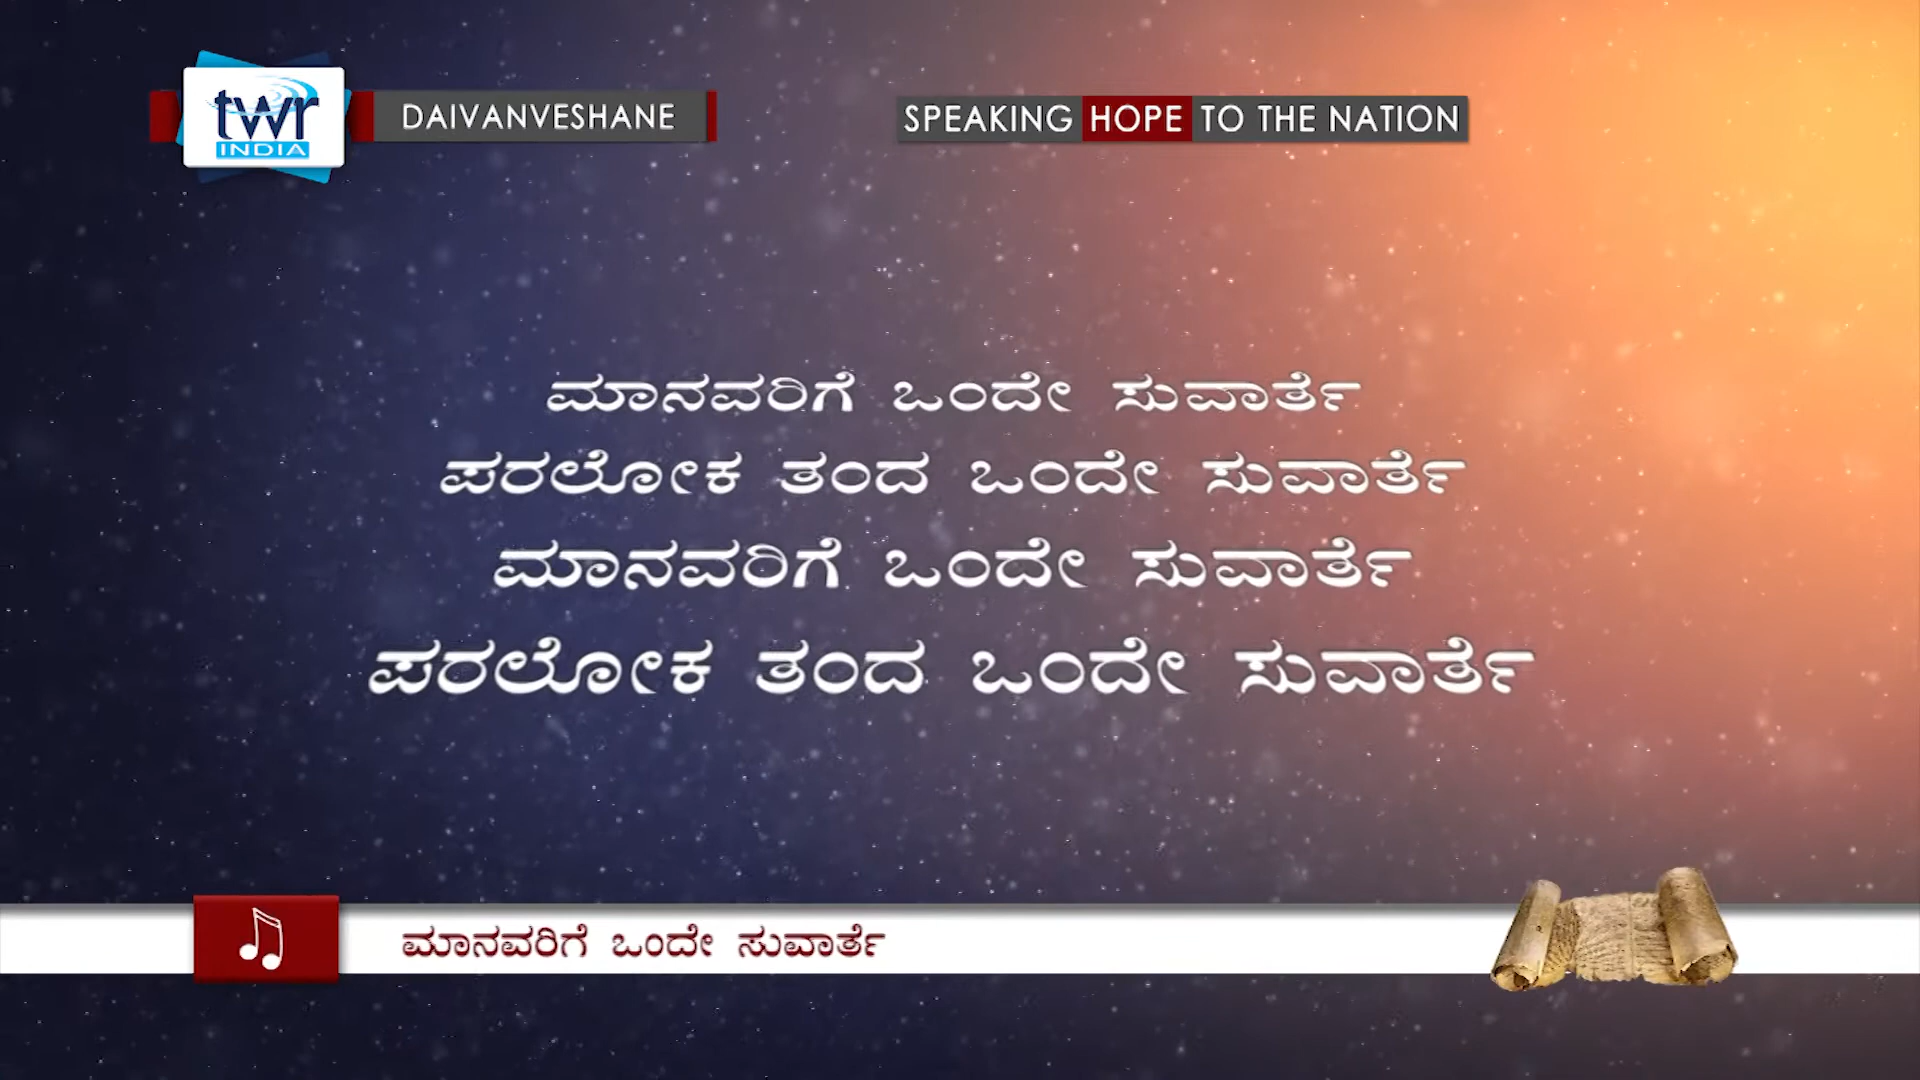 twr
INDIA
DAIVANVESHANE
SPEAKING HOPE TO THE NATION
ಮಾನವರಿಗೆ ಒಂದೇ ಸುವಾರ್ತೆ
ಪರಲೋಕ ತಂದ ಒಂದೇ ಸುವಾರ್ತೆ
ಮಾನವರಿಗೆ ಒಂದೇ ಸುವಾರ್ತೆ
ಪರಲೋಕ ತಂದ ಒಂದೇ ಸುವಾರ್ತೆ
ಮಾನವರಿಗೆ ಒಂದೇ ಸುವಾರ್ತೆ